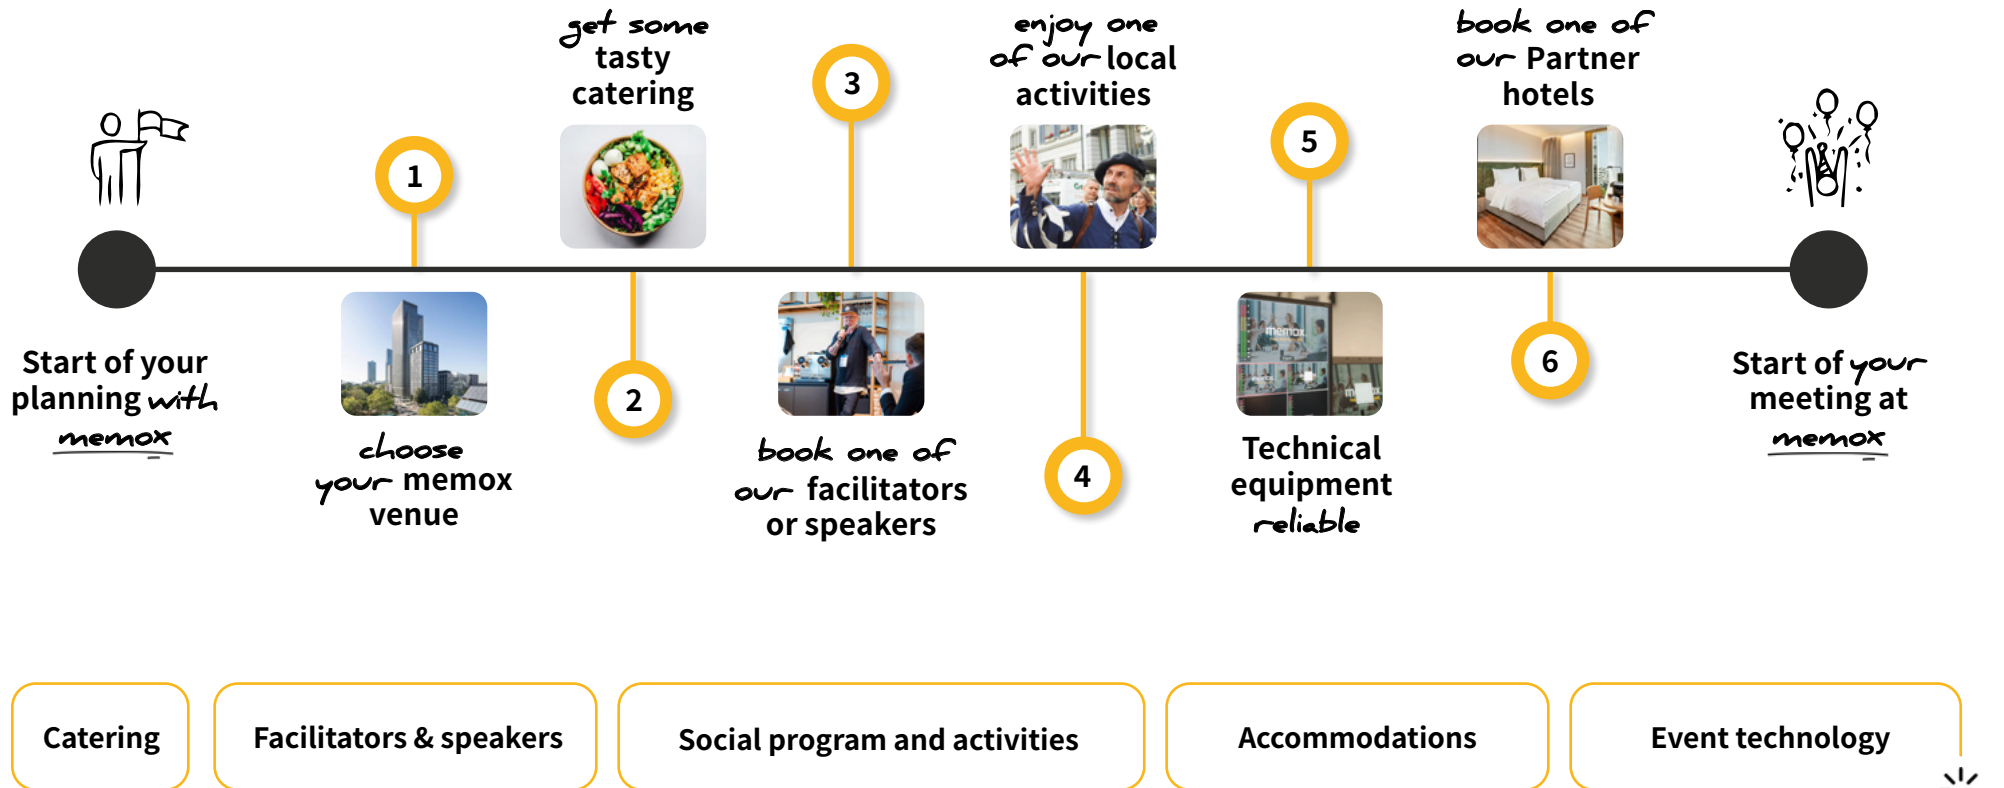 Start of your
planning with
memox
1
choose
your memox
venue
get some
tasty
catering
2
3
book one of
our facilitators
or speakers
enjoy one
of our local
activities
4
5
memox
Technical
equipment
reliable
book one of
our Partner
hotels
6
Start of your
meeting at
memox
Catering
Facilitators & speakers
Social program and activities
Accommodations
Event technology